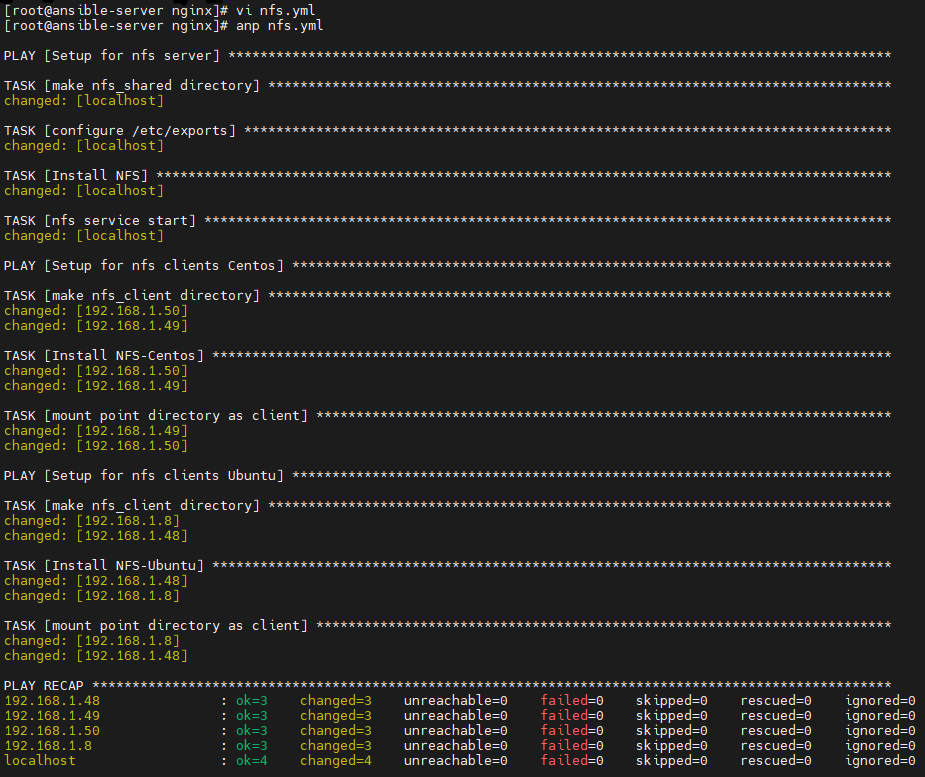 [root@ansible-server nginx]# vi nfs.yml
[root@ansible-server nginx]# anp nfs.yml
PLAY [Setup for nfs server] ***********************************************************************************
TASK [make nfs_shared directory] ******************************************************************************
changed: [localhost]
TASK [configure /etc/exports] *********************************************************************************
changed: [localhost]
TASK [Install NFS] ********************************************************************************************
changed: [localhost]
TASK [nfs service start] **************************************************************************************
changed: [localhost]
PLAY [Setup for nfs clients Centos] ***************************************************************************
TASK [make nfs_client directory] ******************************************************************************
changed: [192.168.1.50]
changed: [192.168.1.49]
TASK [Install NFS-Centos] *************************************************************************************
changed: [192.168.1.50]
changed: [192.168.1.49]
TASK [mount point directory as client] ************************************************************************
changed: [192.168.1.49]
changed: [192.168.1.50]
PLAY [Setup for nfs clients Ubuntu] ***************************************************************************
TASK [make nfs_client directory] ******************************************************************************
changed: [192.168.1.8]
changed: [192.168.1.48]
TASK [Install NFS-Ubuntu] *************************************************************************************
changed: [192.168.1.48]
changed: [192.168.1.8]
TASK [mount point directory as client] ************************************************************************
changed: [192.168.1.8]
changed: [192.168.1.48]
PLAY RECAP ****************************************************************************************************
192.168.1.48 : ok=3 changed=3 unreachable=0 failed=0 skipped=0 rescued=0 ignored=0
192.168.1.49 : ok=3 changed=3 unreachable=0 failed=0 skipped=0 rescued=0 ignored=0
192.168.1.50 : ok=3 changed=3 unreachable=0 failed=0 skipped=0 rescued=0 ignored=0
192.168.1.8 : ok=3 changed=3 unreachable=0 failed=0 skipped=0 rescued=0 ignored=0
localhost : ok=4 changed=4 unreachable=0 failed=0 skipped=0 rescued=0 ignored=0